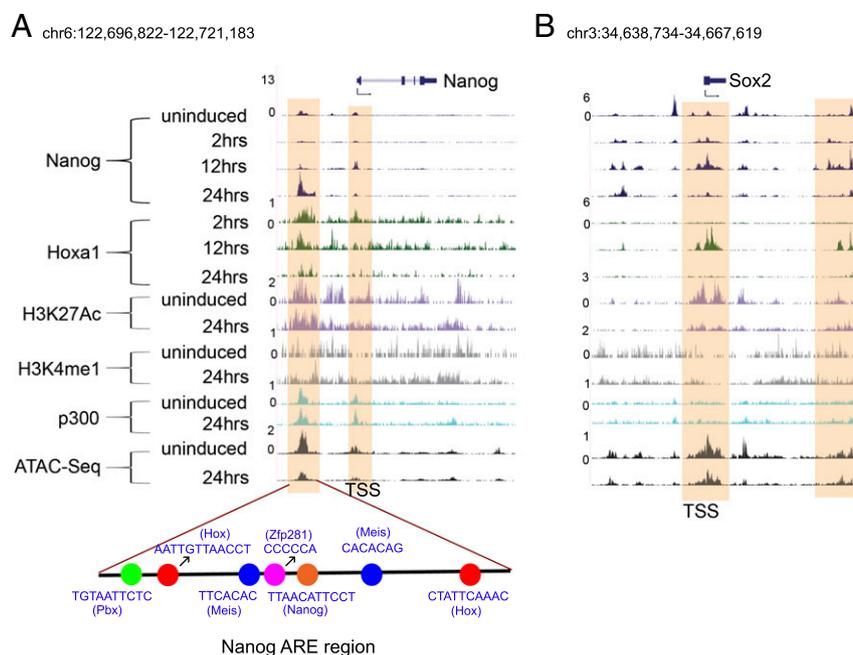 A chr6:122,696,822-122,721,183
B chr3:34,638,734-34,667,619
13
Nanog
0
Nanog
uninduced
2hrs
12hrs
24hrs
1
Hoxa1
2hrs
0
12hrs
24hrs
2
H3K27Ac
uninduced
0
24hrs
1
H3K4me1
uninduced
0
24hrs
1
p300
uninduced
0
24hrs
2
ATAC-Seq
uninduced
0
24hrs
TSS
Sox2
6
0
6
0
3
0
2
0
1
0
1
0
TSS
(Hox)
AATTGTTAACCT
(Zfp281)
CCCCCA
(Meis)
CACACAG
TGTAATTCTC
(Pbx)
TTCACAC
(Meis)
TTAACATTCCT
(Nanog)
CTATTCAAAC
(Hox)
Nanog ARE region